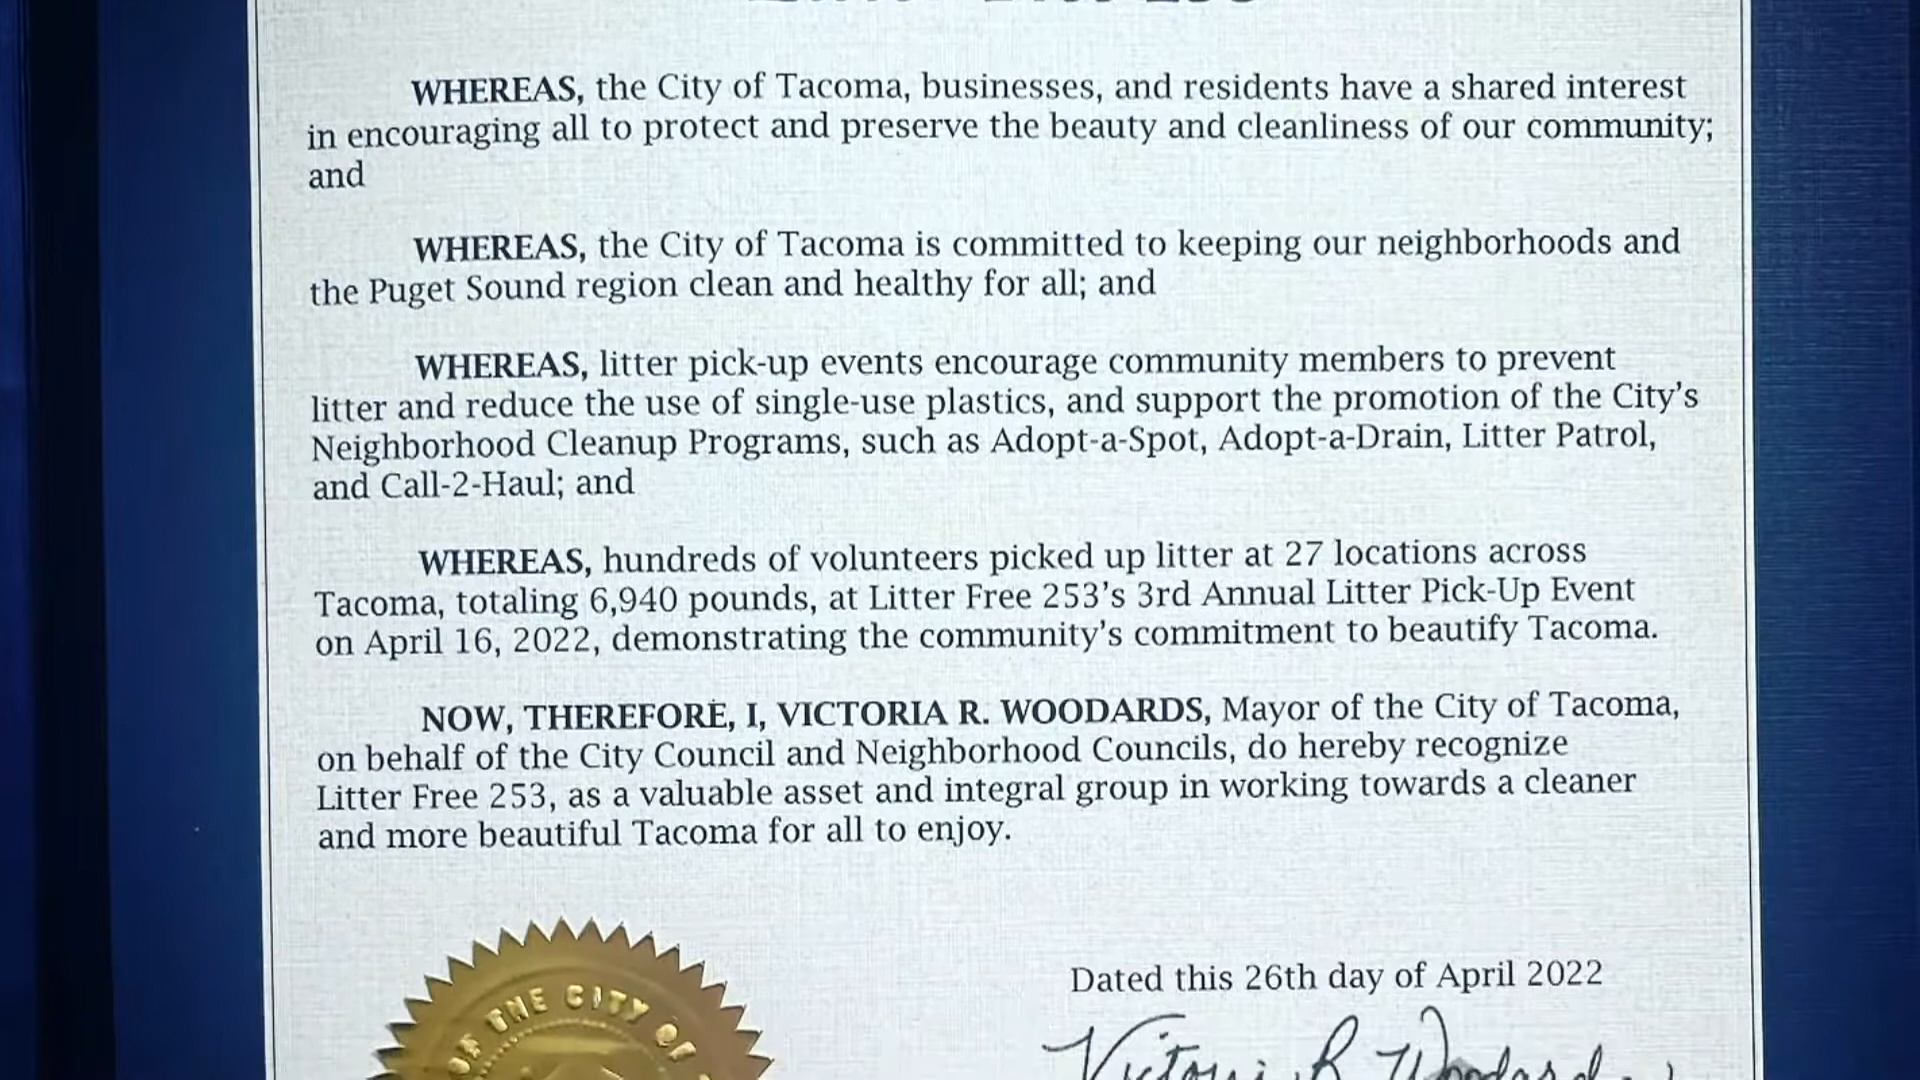 WHEREAS, the City of Tacoma, businesses, and residents have a shared interest
in encouraging all to protect and preserve the beauty and cleanliness of our community;
and
WHEREAS, the City of Tacoma is committed to keeping our neighborhoods and
the Puget Sound region clean and healthy for all; and
WHEREAS, litter pick-up events encourage community members to prevent
litter and reduce the use of single-use plastics, and support the promotion of the City's
Neighborhood Cleanup Programs, such as Adopt-a-Spot, Adopt-a-Drain, Litter Patrol,
and Call-2-Haul; and
WHEREAS, hundreds of volunteers picked up litter at 27 locations across
Tacoma, totaling 6,940 pounds, at Litter Free 253's 3rd Annual Litter Pick-Up Event
on April 16, 2022, demonstrating the community's commitment to beautify Tacoma.
NOW, THEREFORE, I, VICTORIA R. WOODARDS, Mayor of the City of Tacoma,
on behalf of the City Council and Neighborhood Councils, do hereby recognize
Litter Free 253, as a valuable asset and integral group in working towards a cleaner
and more beautiful Tacoma for all to enjoy.
OF THE CITY OF
Dated this 26th day of April 2022
Victoria R Woodards